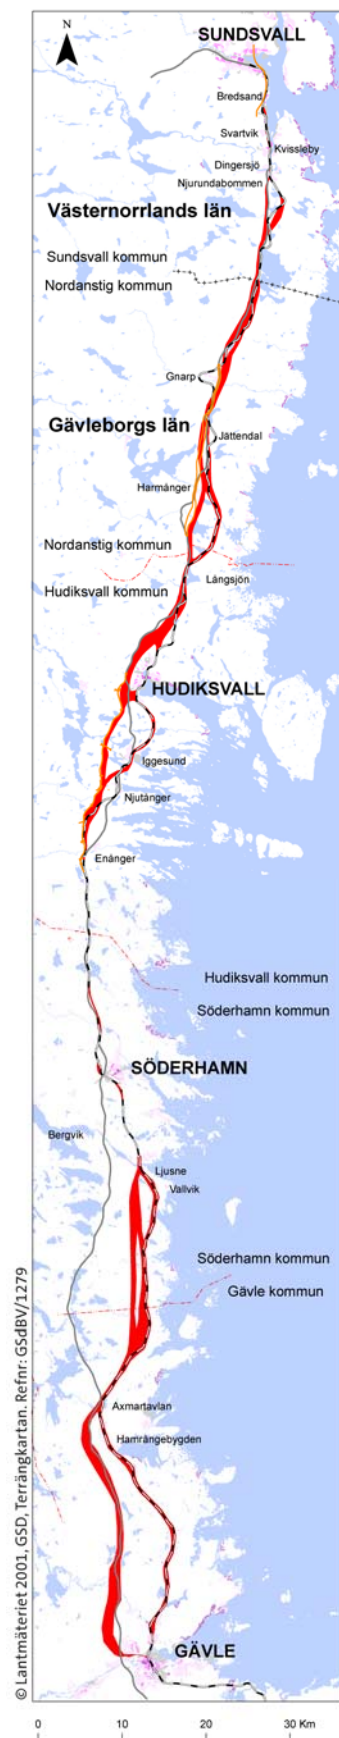 N
SUNDSVALL
Bredsand
Svartvik
Kvissleby
Dingersjö
Njurundabommen
Västernorrlands län
Sundsvall kommun
Nordanstig kommun
Gnarp
Gävleborgs län
Jättendal
Harmånger
Nordanstig kommun
Långsjön
Hudiksvall kommun
HUDIKSVALL
Iggesund
Njutånger
Enånger
Hudiksvall kommun
Söderhamn kommun
SÖDERHAMN
Bergvik
Ljusne
Vallvik
Söderhamn kommun
Gävle kommun
Axmartavlan
Hamrångebygden
GÄVLE
© Lantmäteriet 2001, GSD, Terrängkartan. Refnr: GSdBV/1279
0 10 20 30 Km